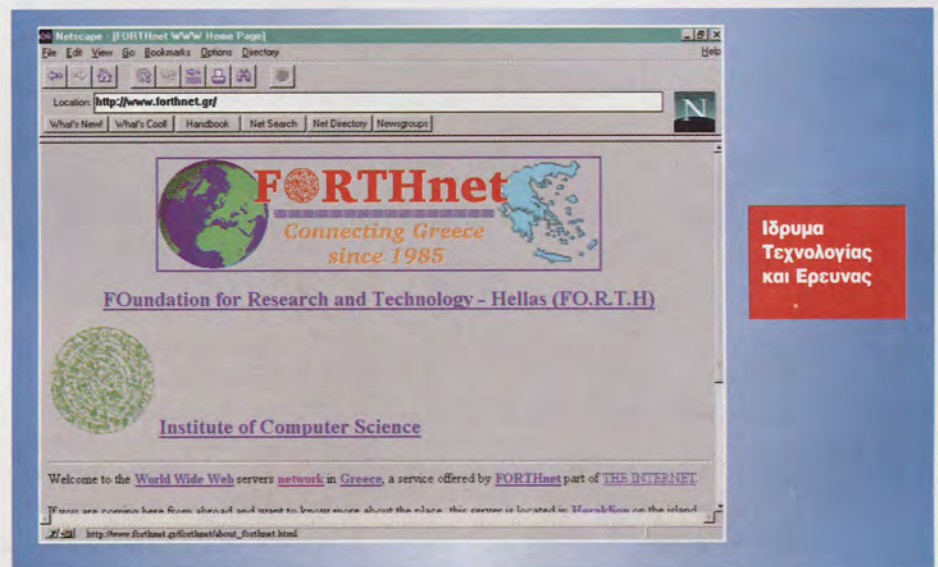 Netscape - [FORTHnet WWW Home Page]
File Edit View Go Bookmarks Options Directory Help
Location: http://www.forthnet.gr/
What's New! What's Cool! Handbook Net Search Net Directory Newsgroups
N
FORTHnet
Connecting Greece
since 1985
FOundation for Research and Technology - Hellas (FO.R.T.H)
Institute of Computer Science
Welcome to the World Wide Web servers network in Greece, a service offered by FORTHnet part of THE INTERNET.
If you are coming here from abroad and want to know more about the place, this server is located in Heraklion on the island
http://www.forthnet.gr/forthnet/about_forthnet.html
Ιδρυμα
Τεχνολογίας
και Ερευνας